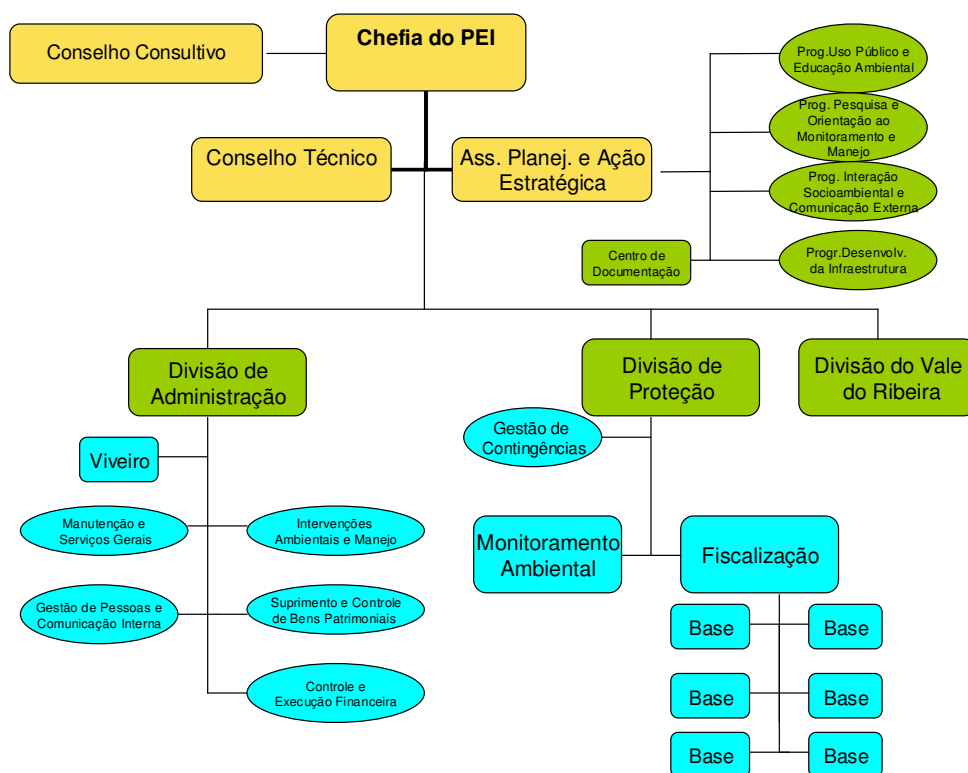 Chefia do PEI
Conselho Consultivo
Prog.Uso Público e
Educação Ambiental
Prog. Pesquisa e
Orientação ao
Monitoramento e
Manejo
Conselho Técnico
Ass. Planej. e Ação
Estratégica
Prog. Interação
Socioambiental e
Comunicação Externa
Centro de
Documentação
Progr.Desenvolv.
da Infraestrutura
Divisão de
Administração
Divisão de
Proteção
Divisão do Vale
do Ribeira
Viveiro
Gestão de
Contingências
Manutenção e
Serviços Gerais
Intervenções
Ambientais e Manejo
Monitoramento
Ambiental
Fiscalização
Gestão de Pessoas e
Comunicação Interna
Suprimento e Controle
de Bens Patrimoniais
Base
Base
Controle e
Execução Financeira
Base
Base
Base
Base